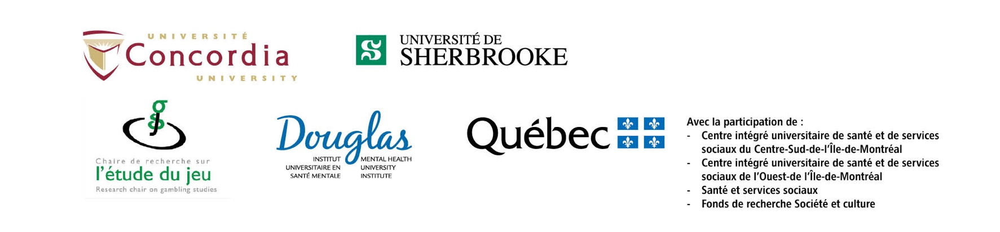 UNIVERSITÉ
Concordia
UNIVERSITY
UNIVERSITÉ DE
SHERBROOKE
Chaire de recherche sur
l'étude du jeu
Research chair on gambling studies
Douglas
INSTITUT
UNIVERSITAIRE EN
SANTÉ MENTALE
MENTAL HEALTH
UNIVERSITY
INSTITUTE
Québec
Avec la participation de :
- Centre intégré universitaire de santé et de services
sociaux du Centre-Sud-de-l'Île-de-Montréal
- Centre intégré universitaire de santé et de services
sociaux de l'Ouest-de l'Île-de-Montréal
- Santé et services sociaux
- Fonds de recherche Société et culture